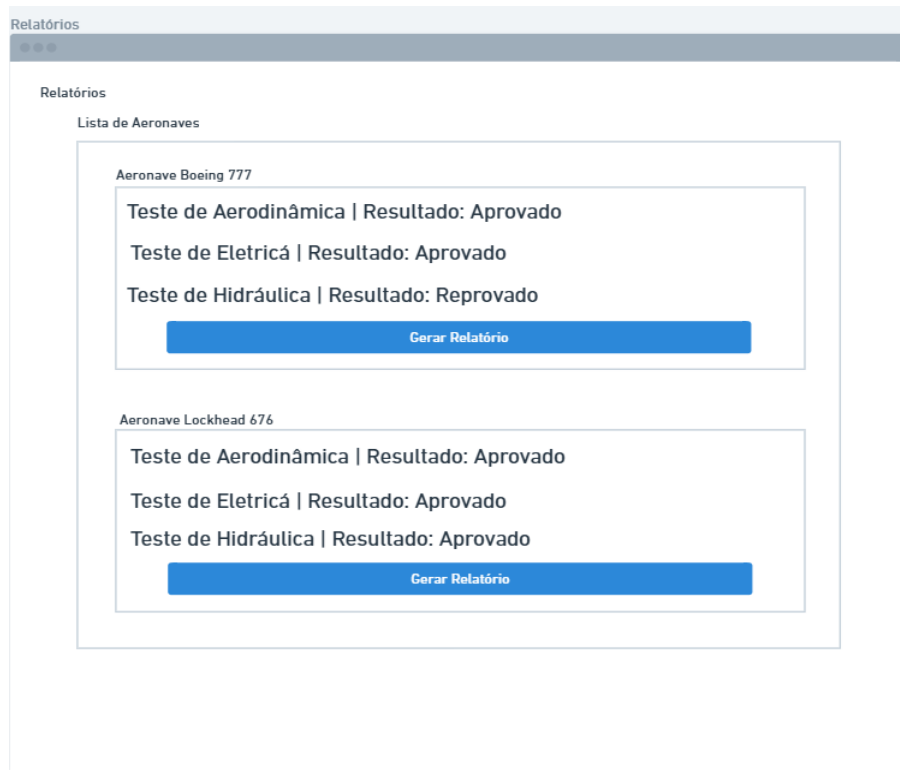 Relatórios
Relatórios
Lista de Aeronaves
Aeronave Boeing 777
Teste de Aerodinâmica | Resultado: Aprovado
Teste de Eletricá | Resultado: Aprovado
Teste de Hidráulica | Resultado: Reprovado
Gerar Relatório
Aeronave Lockhead 676
Teste de Aerodinâmica | Resultado: Aprovado
Teste de Eletricá | Resultado: Aprovado
Teste de Hidráulica | Resultado: Aprovado
Gerar Relatório